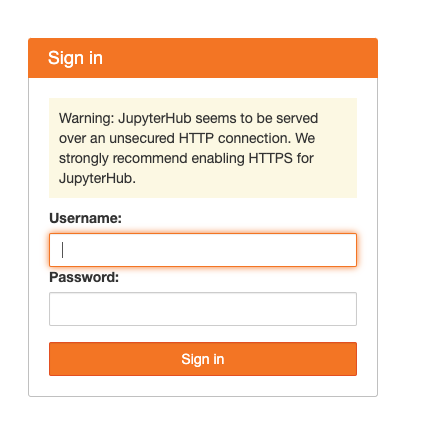 Sign in
Warning: JupyterHub seems to be served
over an unsecured HTTP connection. We
strongly recommend enabling HTTPS for
JupyterHub.
Username:
Password:
Sign in